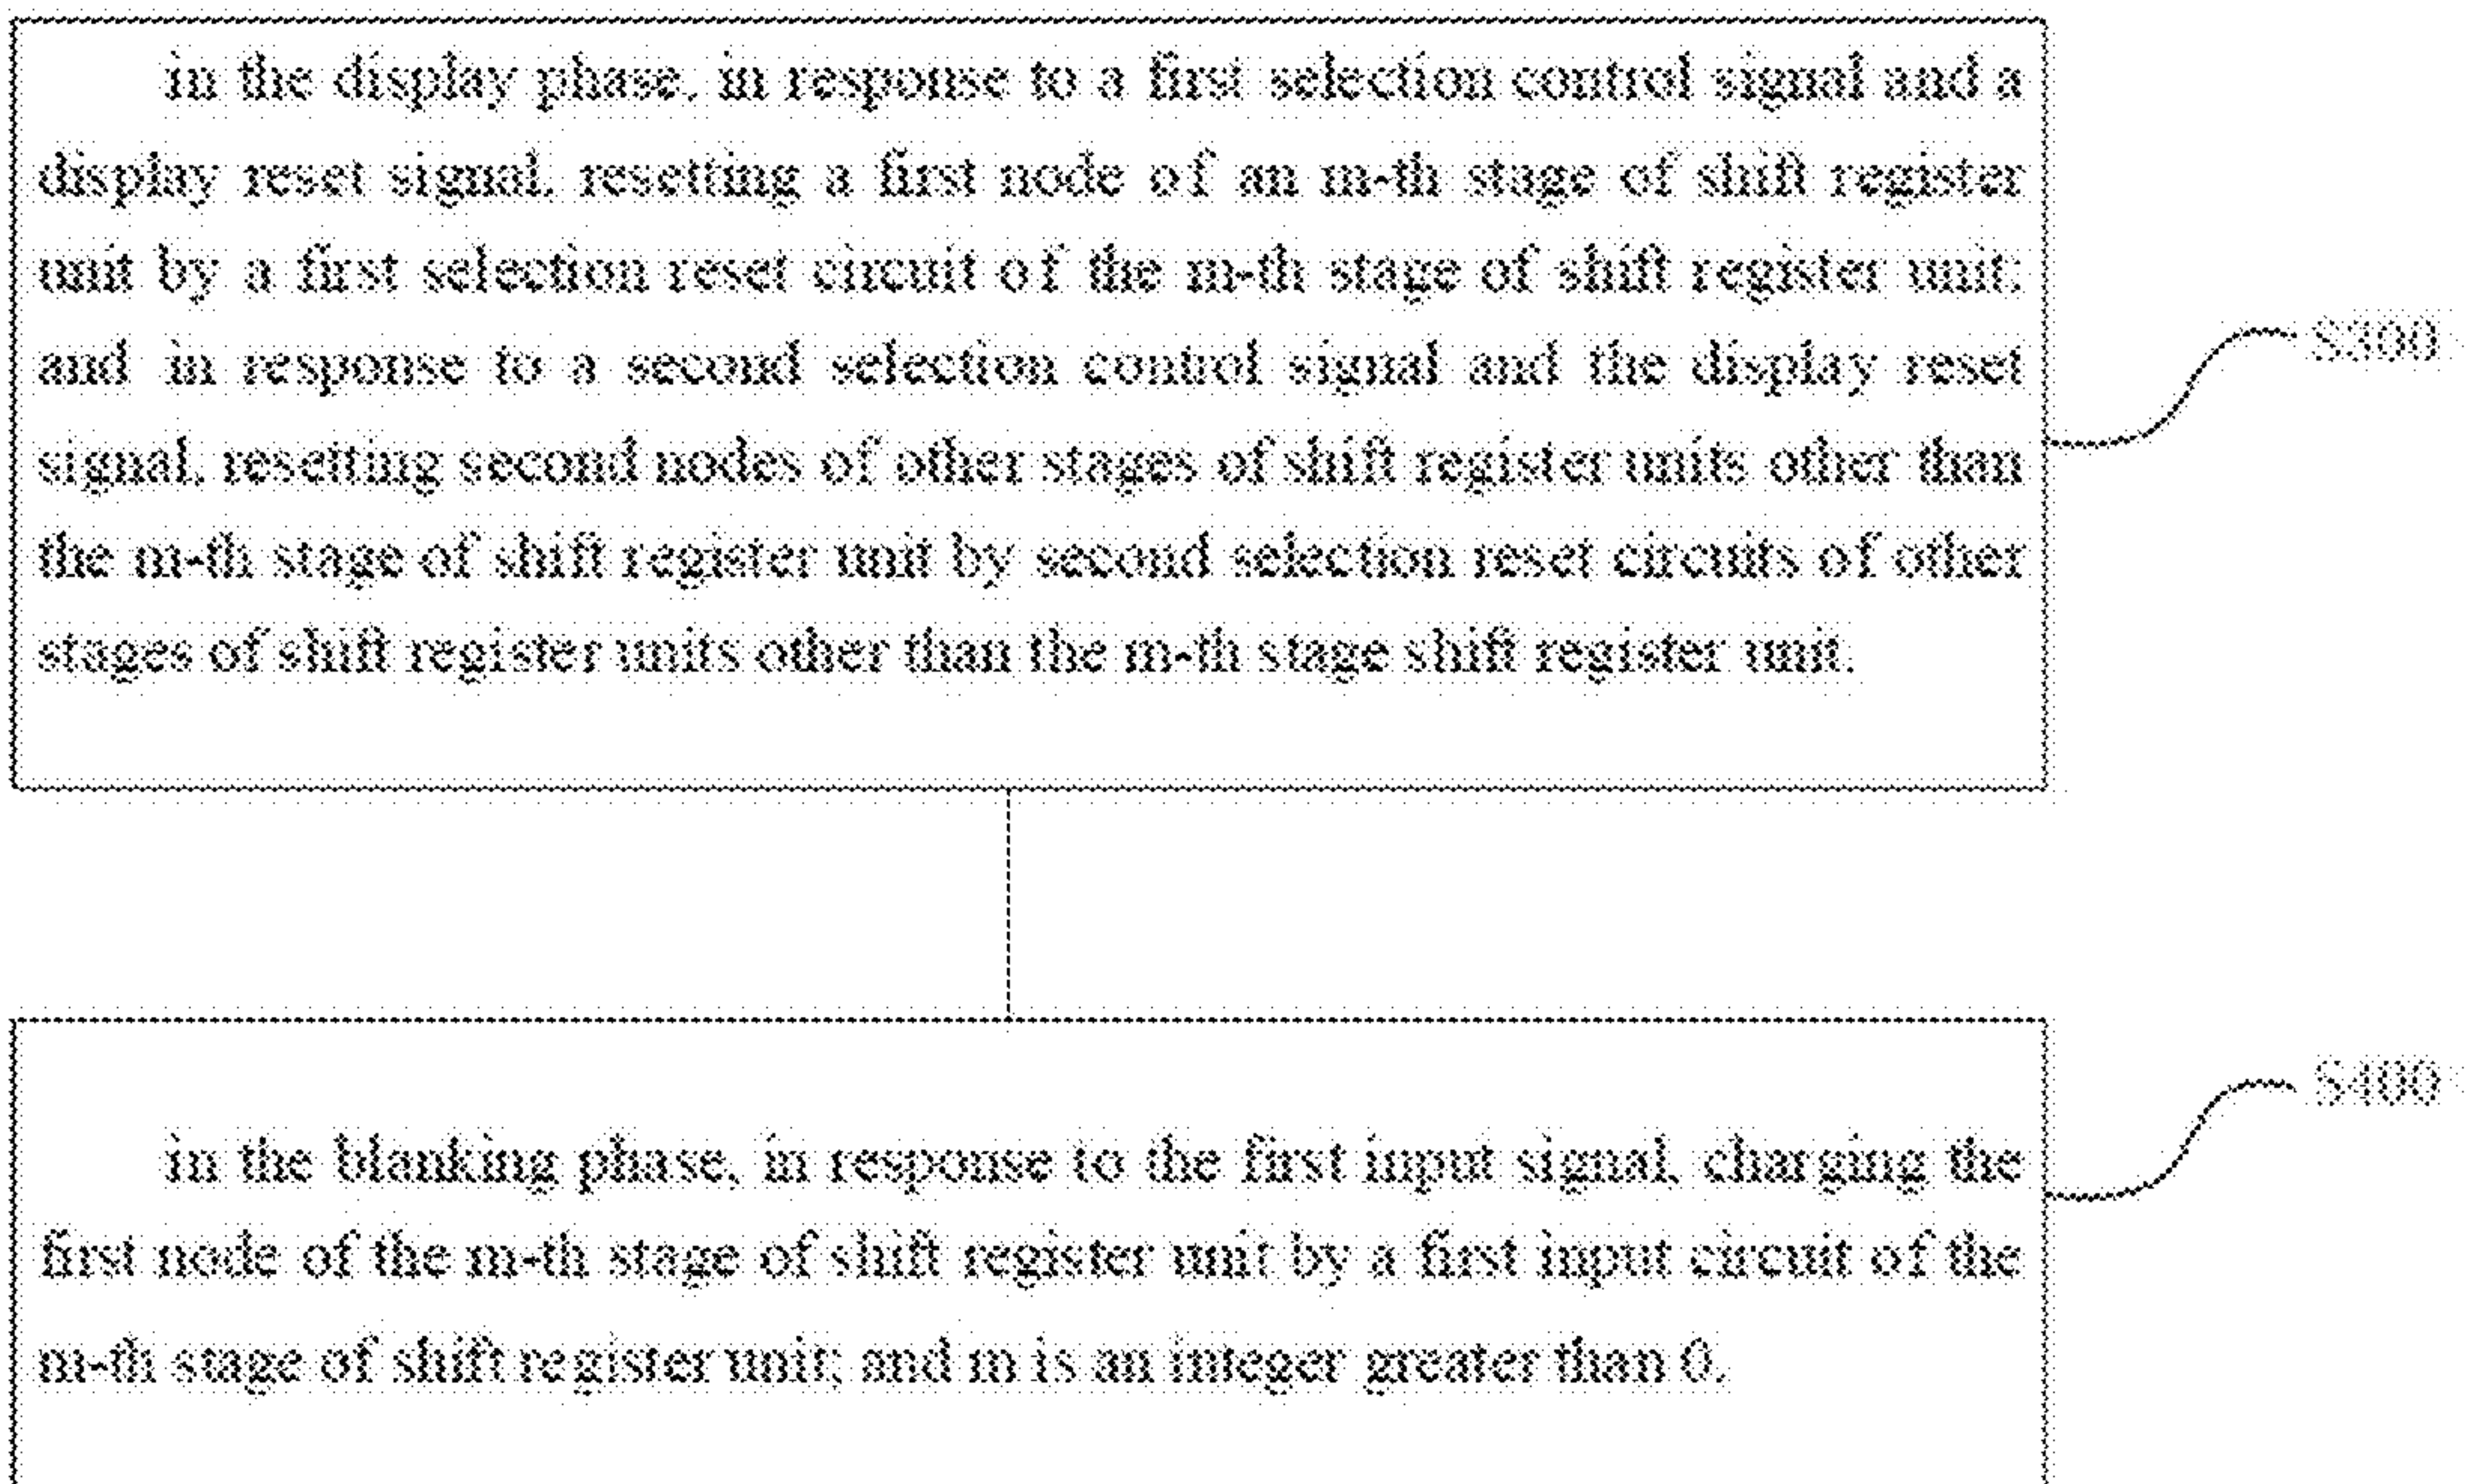 in the display phase, in response to a first selection control signal and a
display reset signal, resetting a first node of an m-th stage of shift register
unit by a first selection reset circuit of the m-th stage of shift register unit;
and in response to a second selection control signal and the display reset
signal, resetting second nodes of other stages of shift register units other than
the m-th stage of shift register unit by second selection reset circuits of other
stages of shift register units other than the m-th stage shift register unit.
S300
S400
in the blanking phase, in response to the first input signal, charging the
first node of the m-th stage of shift register unit by a first input circuit of the
m-th stage of shift register unit; and m is an integer greater than 0.